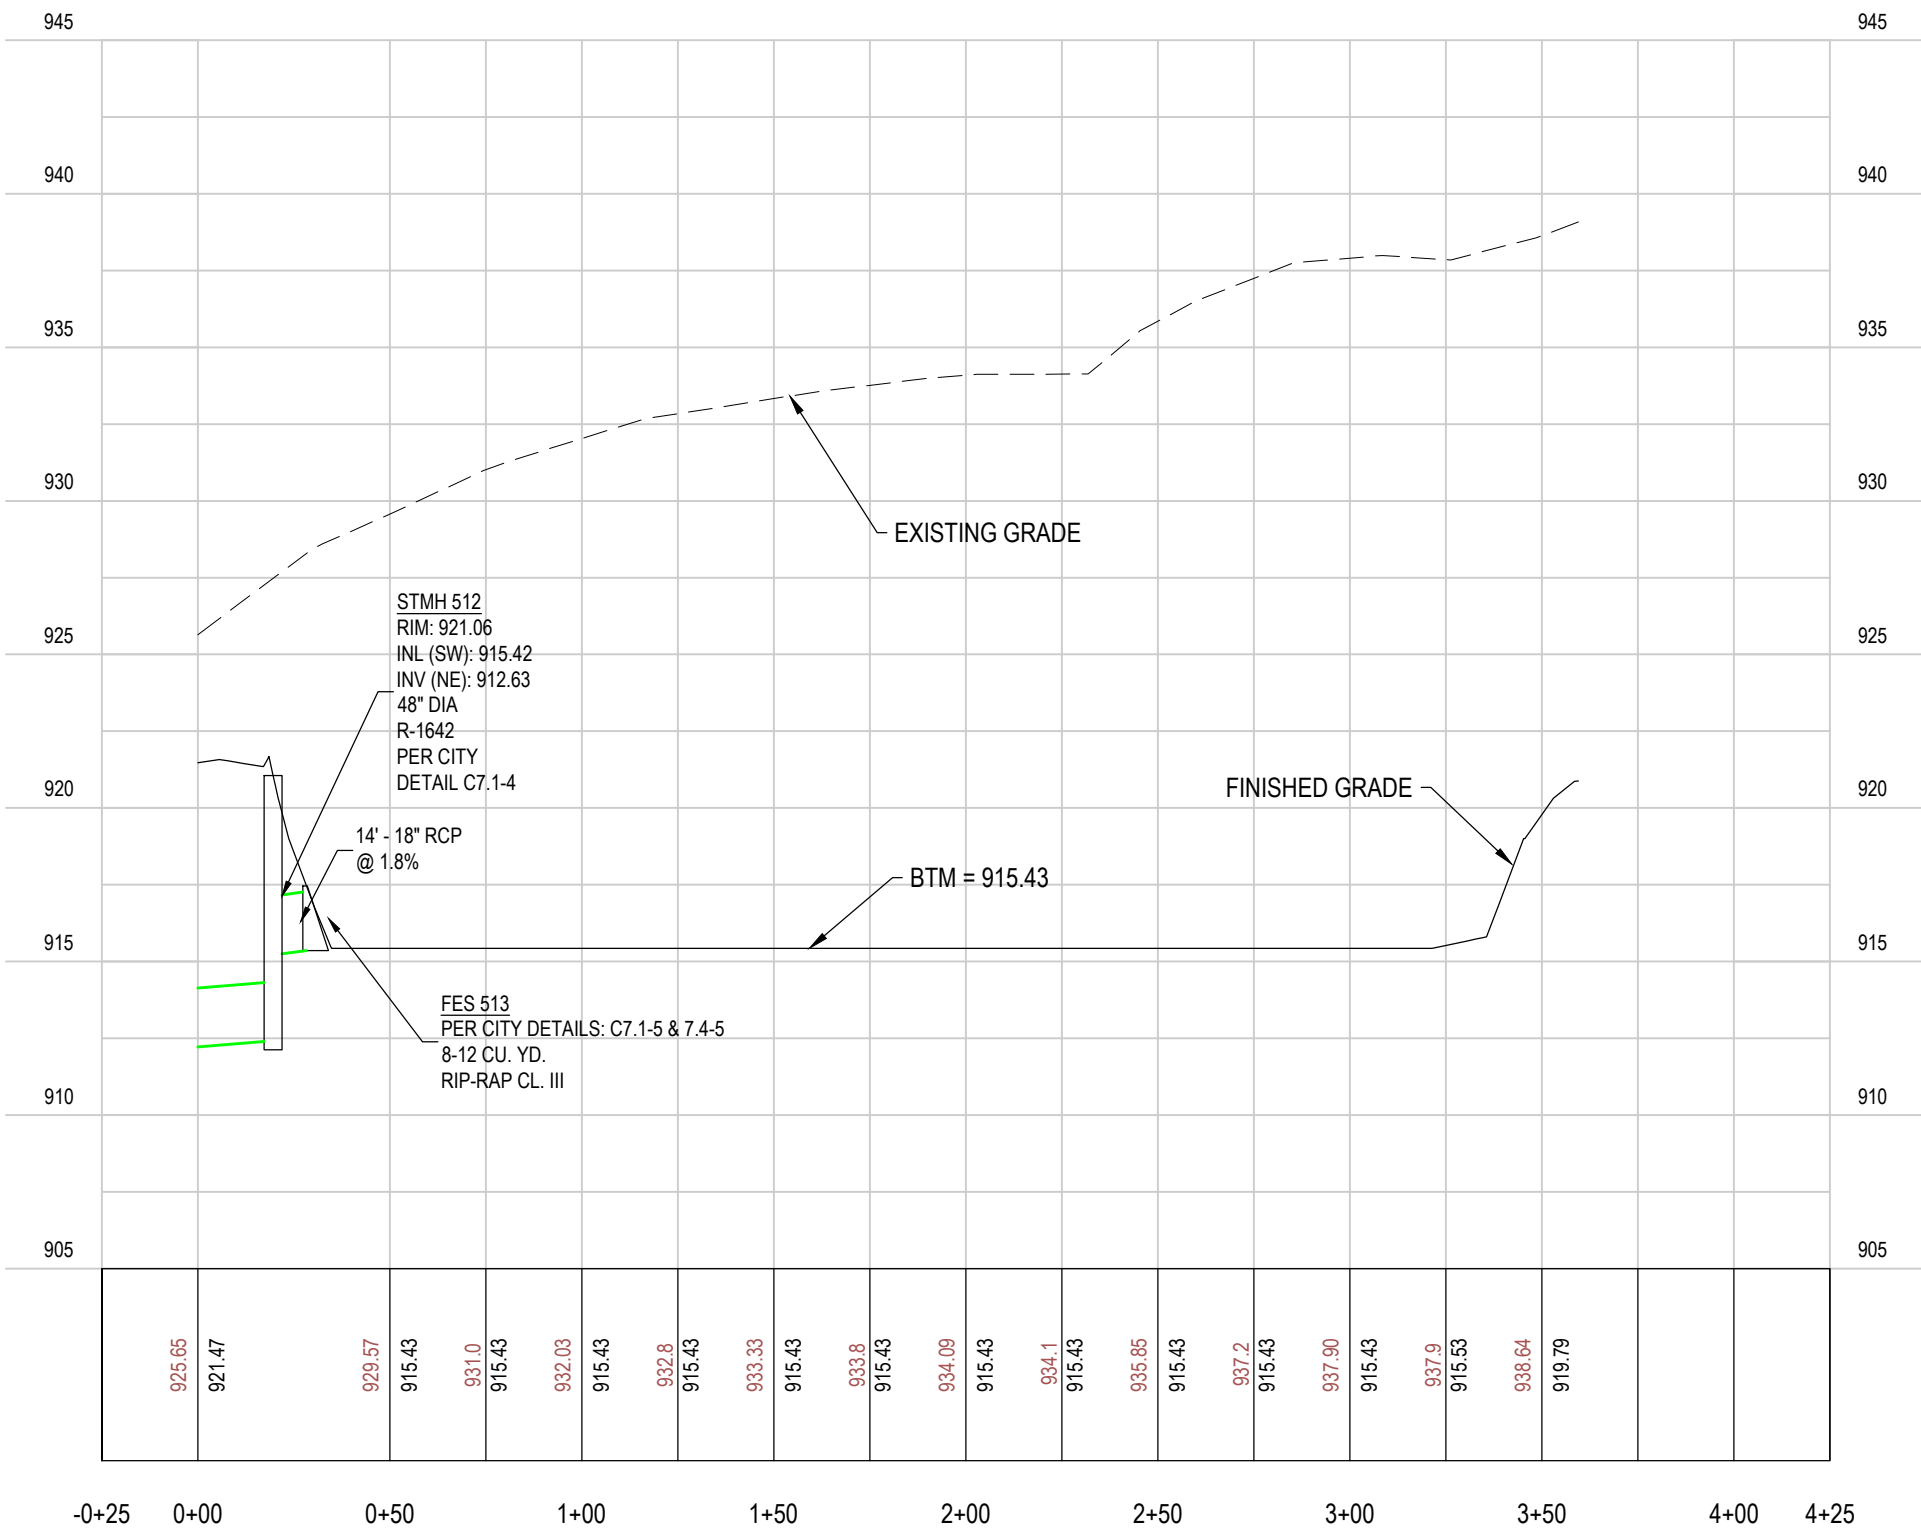 945 945
940 940
935 935
930 930
EXISTING GRADE
STMH 512
RIM: 921.06
INL (SW): 915.42
INV (NE): 912.63
48" DIA
R-1642
PER CITY
DETAIL C7.1-4
925 925
920 920
FINISHED GRADE
14' - 18" RCP
@ 1.8%
BTM = 915.43
915 915
FES 513
PER CITY DETAILS: C7.1-5 & 7.4-5
8-12 CU. YD.
RIP-RAP CL. III
910 910
905 905
925.65
921.47
929.57
915.43
931.0
915.43
932.03
915.43
932.8
915.43
933.33
915.43
933.8
915.43
934.09
915.43
934.1
915.43
935.85
915.43
937.2
915.43
937.90
915.43
937.9
915.53
938.64
919.79
-0+25 0+00 0+50 1+00 1+50 2+00 2+50 3+00 3+50 4+00 4+25